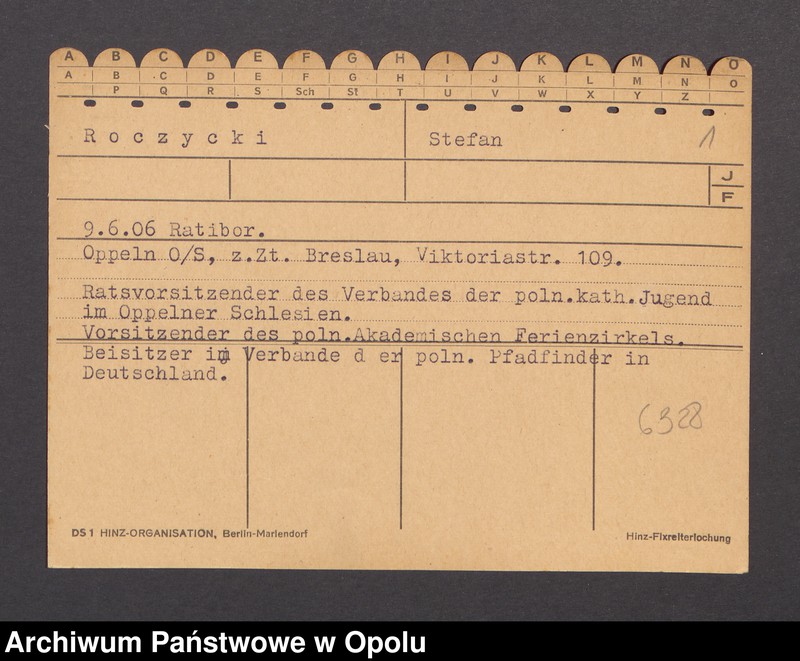 A B C D E F G H I J K L M N O
A B C D E F G H I J K L M N O
P Q R S Sch St T U V W X Y Z
Roczycki Stefan 1
J
F
9.6.06 Ratibor.
Oppeln O/S, z.Zt. Breslau, Viktoriastr. 109.
Ratsvorsitzender des Verbandes der poln.kath.Jugend
im Oppelner Schlesien.
Vorsitzender des poln.Akademischen Ferienzirkels.
Beisitzer im Verbande d er poln. Pfadfinder in
Deutschland.
6328
DS 1 HINZ-ORGANISATION, Berlin-Mariendorf Hinz-Fixreiterlochung
Archiwum Państwowe w Opolu